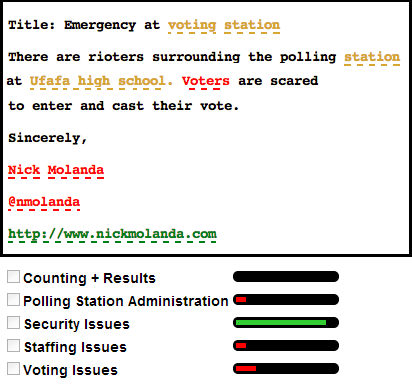 Title: Emergency at voting station
There are rioters surrounding the polling station
at Ufafa high school. Voters are scared
to enter and cast their vote.
Sincerely,
Nick Molanda
@nmolanda
http://www.nickmolanda.com
Counting + Results
Polling Station Administration
Security Issues
Staffing Issues
Voting Issues